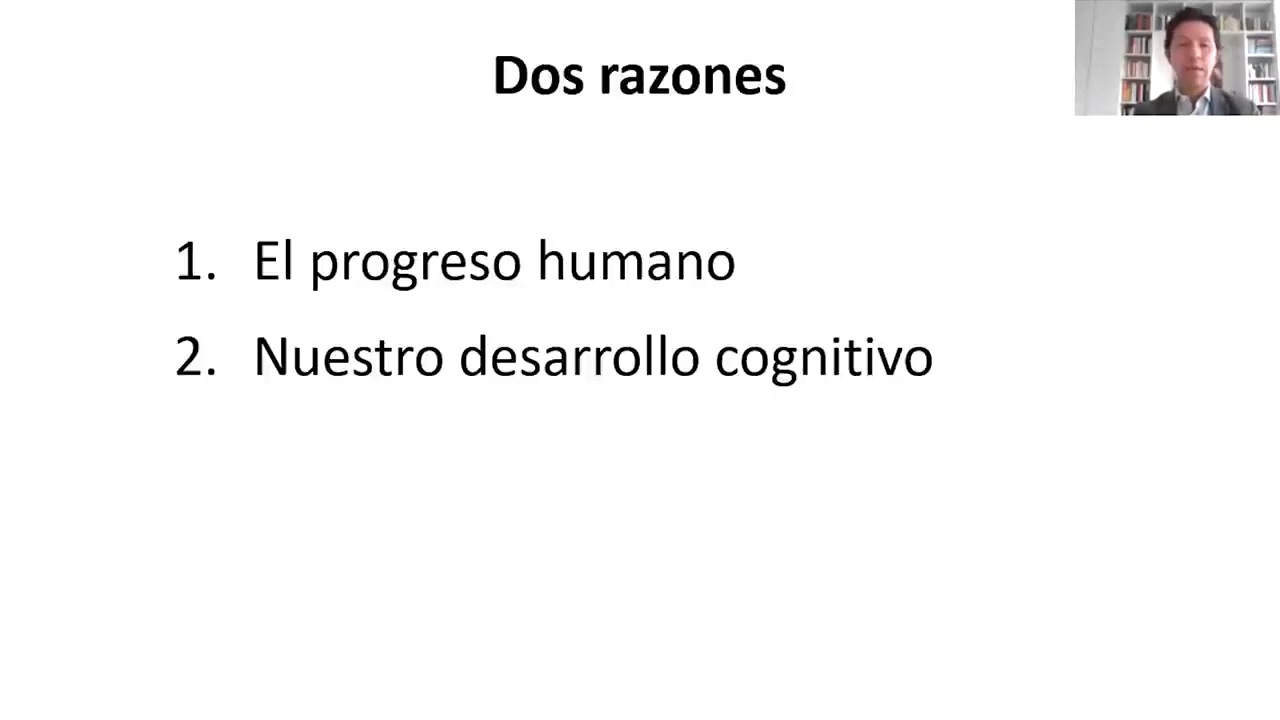 Dos razones
1. El progreso humano
2. Nuestro desarrollo cognitivo